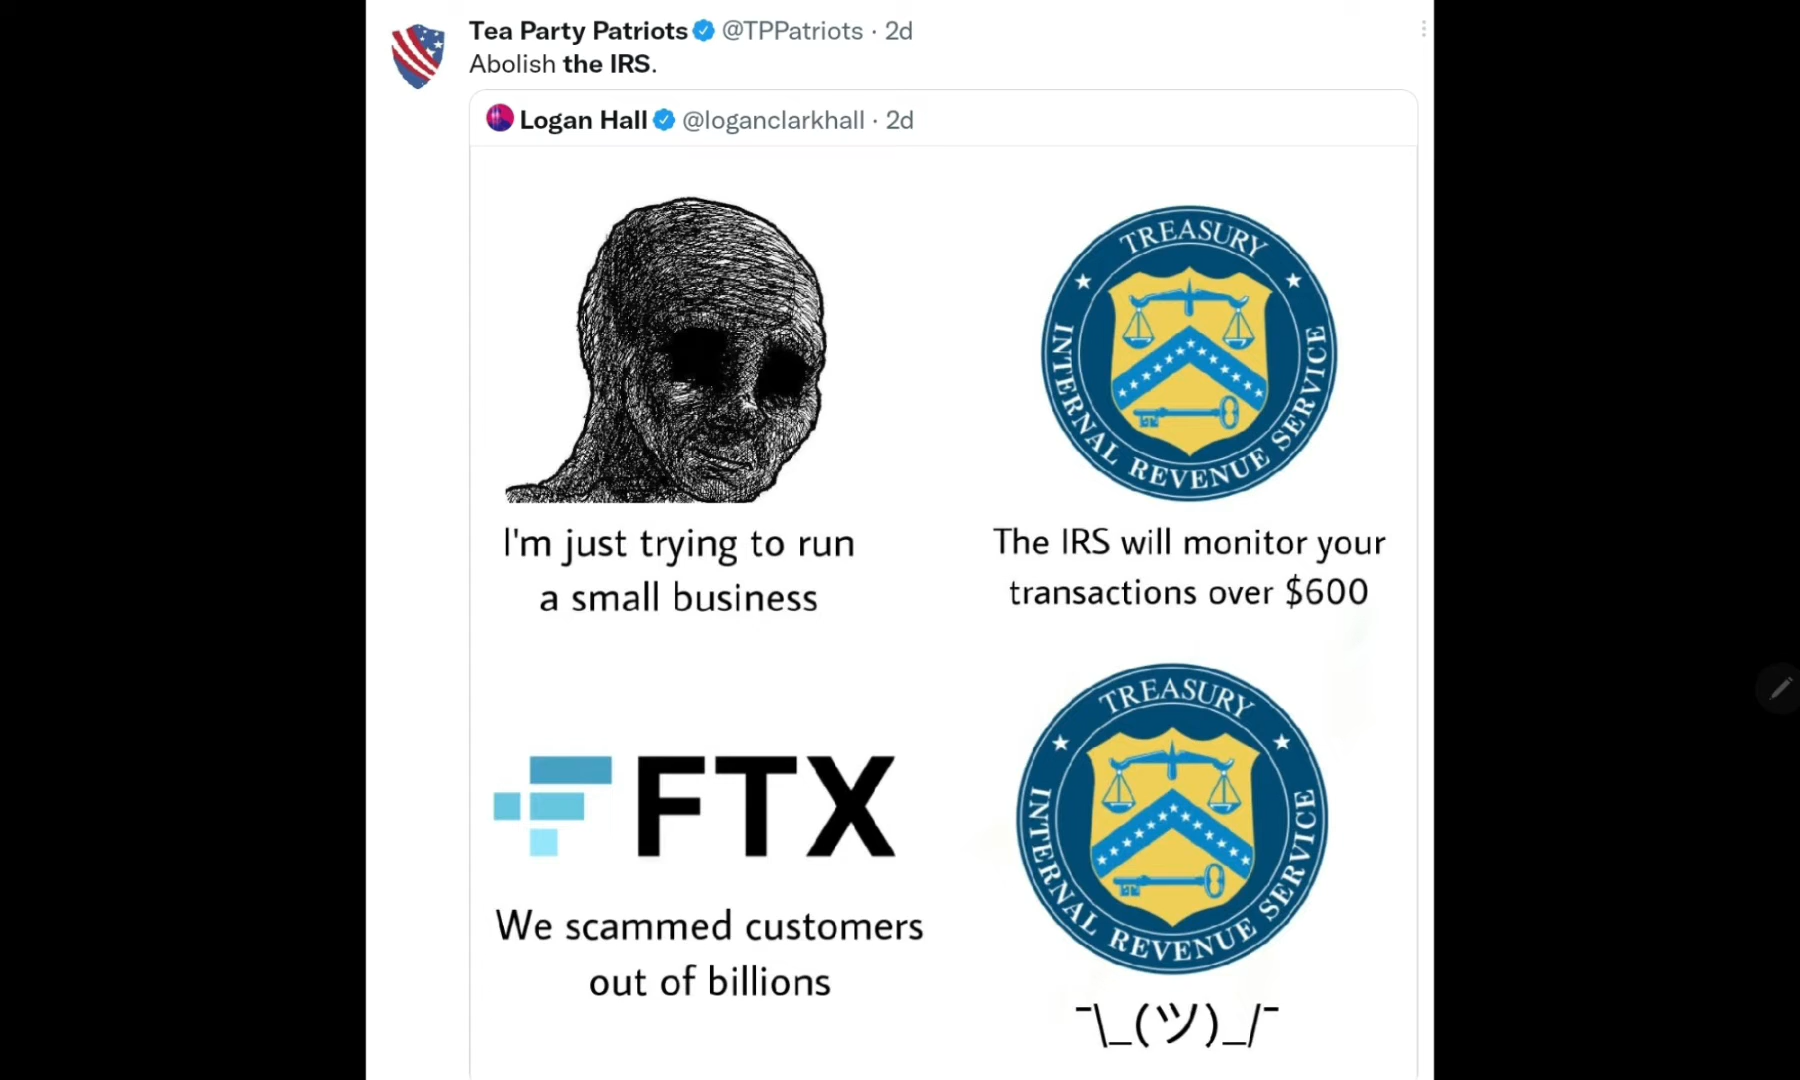 Tea Party Patriots @TPPatriots · 2d
Abolish the IRS.
Logan Hall @loganclarkhall · 2d
TREASURY
INTERNAL REVENUE SERVICE
I'm just trying to run
a small business
The IRS will monitor your
transactions over $600
FTX
We scammed customers
out of billions
TREASURY
INTERNAL REVENUE SERVICE
¯\_(ツ)_/¯